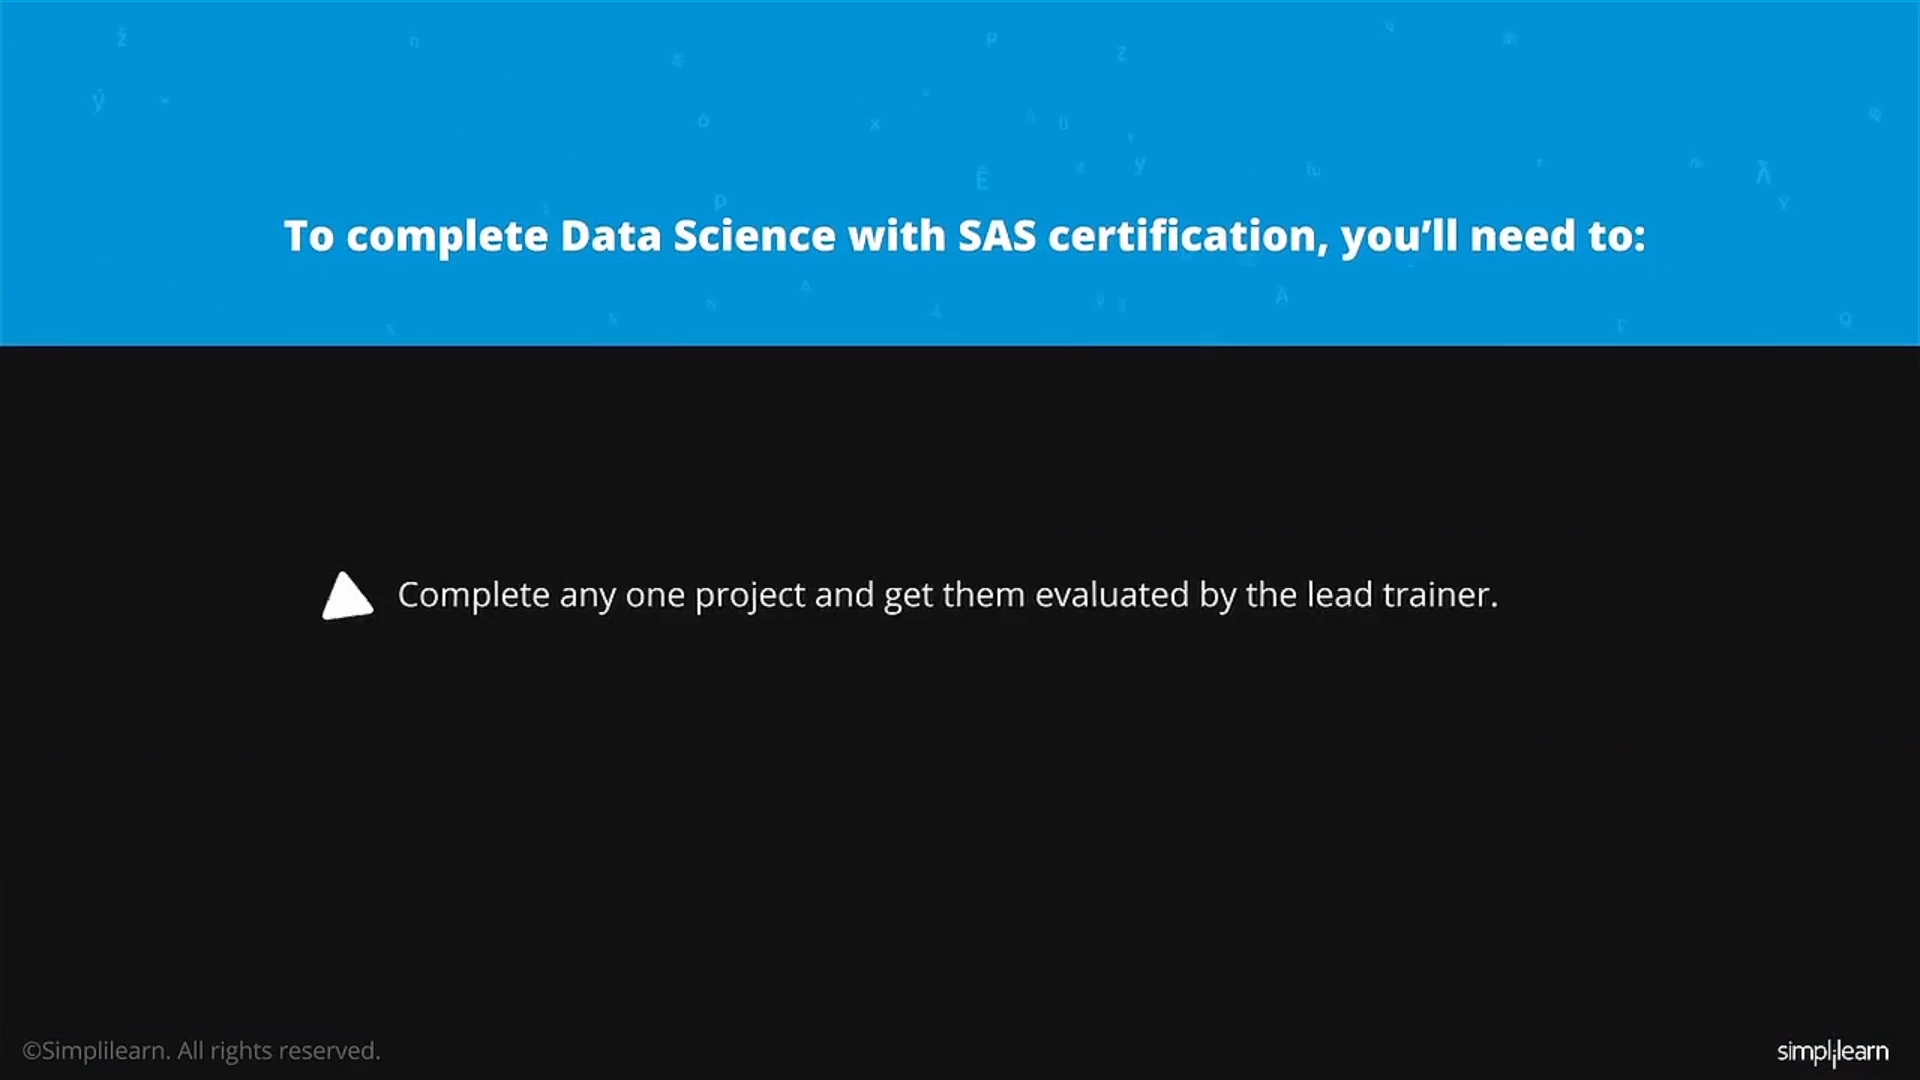 To complete Data Science with SAS certification, you’ll need to:
Complete any one project and get them evaluated by the lead trainer.
©Simplilearn. All rights reserved.
simplilearn